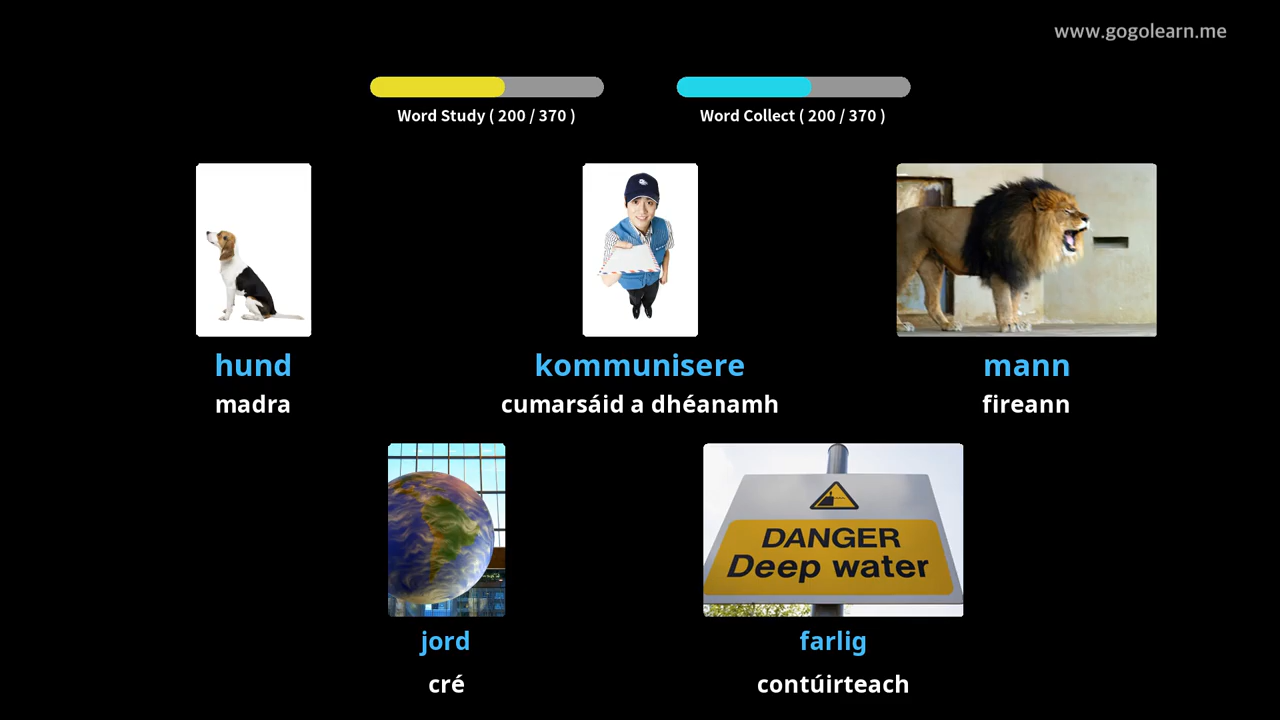 www.gogolearn.me
Word Study ( 200 / 370 )
Word Collect ( 200 / 370 )
hund
kommunisere
mann
madra
cumarsáid a dhéanamh
fireann
DANGER
Deep water
jord
farlig
cré
contúirteach